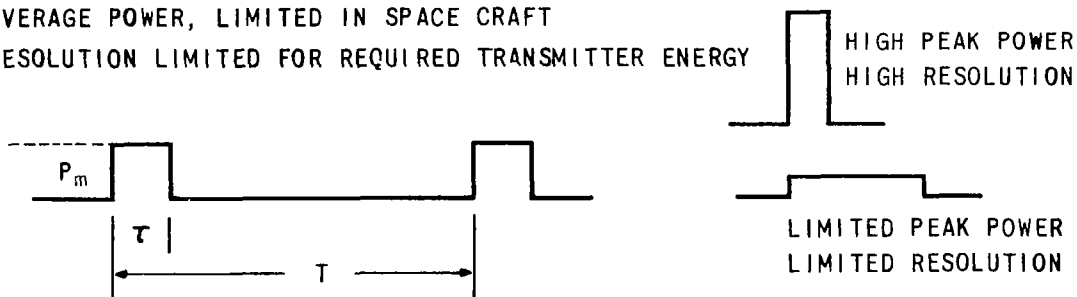 VERAGE POWER, LIMITED IN SPACE CRAFT
ESOLUTION LIMITED FOR REQUIRED TRANSMITTER ENERGY
HIGH PEAK POWER
HIGH RESOLUTION
Pm
τ
T
LIMITED PEAK POWER
LIMITED RESOLUTION